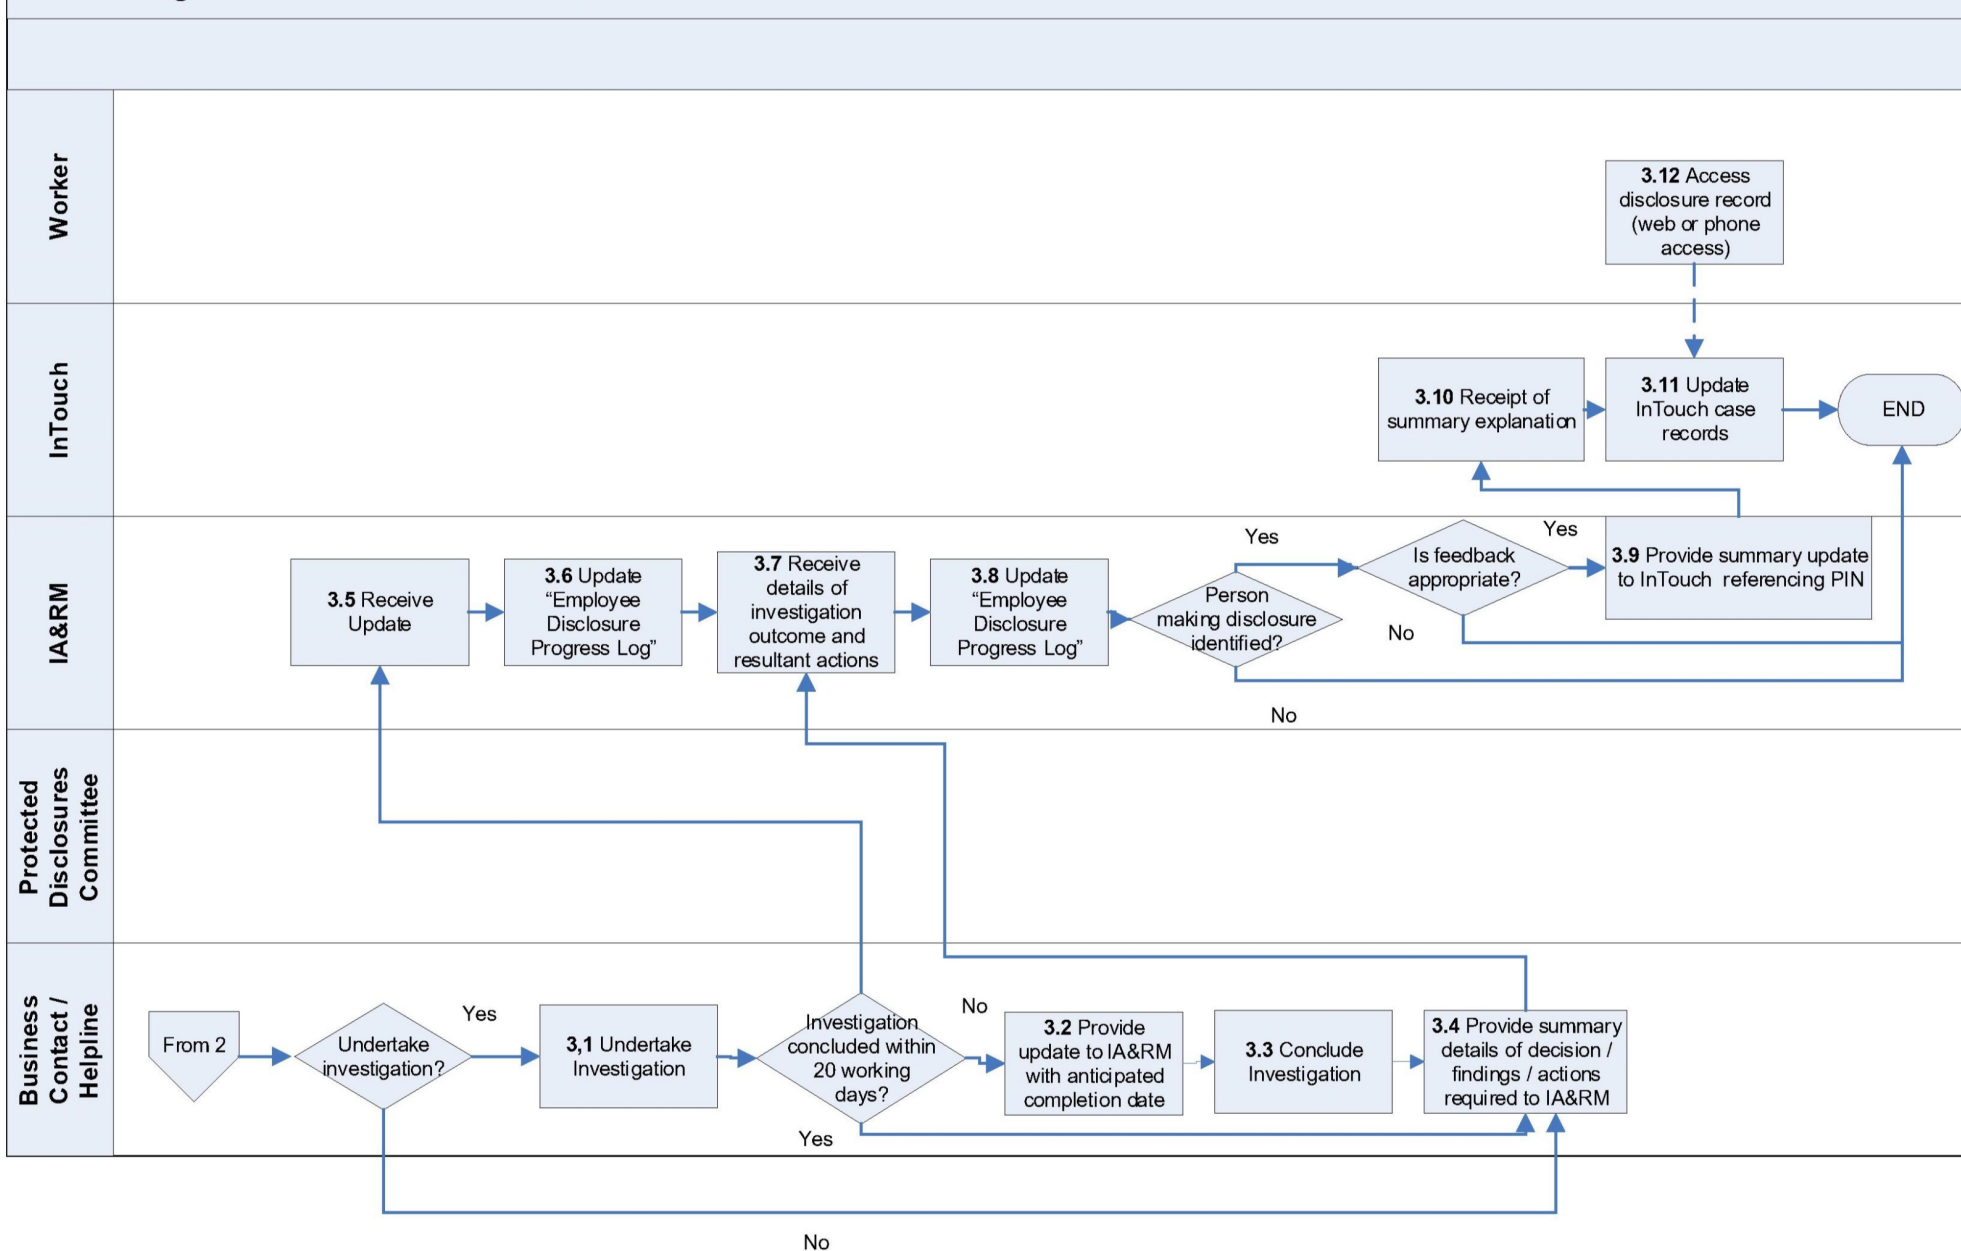 Worker
3.12 Access
disclosure record
(web or phone
access)
InTouch
3.10 Receipt of
summary explanation
3.11 Update
InTouch case
records
END
IA&RM
3.5 Receive
Update
3.6 Update
“Employee
Disclosure
Progress Log”
3.7 Receive
details of
investigation
outcome and
resultant actions
3.8 Update
“Employee
Disclosure
Progress Log”
Yes
Person
making disclosure
identified?
No
Is feedback
appropriate?
Yes
No
3.9 Provide summary update
to InTouch referencing PIN
Protected
Disclosures
Committee
Business
Contact /
Helpline
From 2
Undertake
investigation?
Yes
3,1 Undertake
Investigation
Investigation
concluded within
20 working
days?
No
Yes
3.2 Provide
update to IA&RM
with anticipated
completion date
3.3 Conclude
Investigation
3.4 Provide summary
details of decision /
findings / actions
required to IA&RM
No